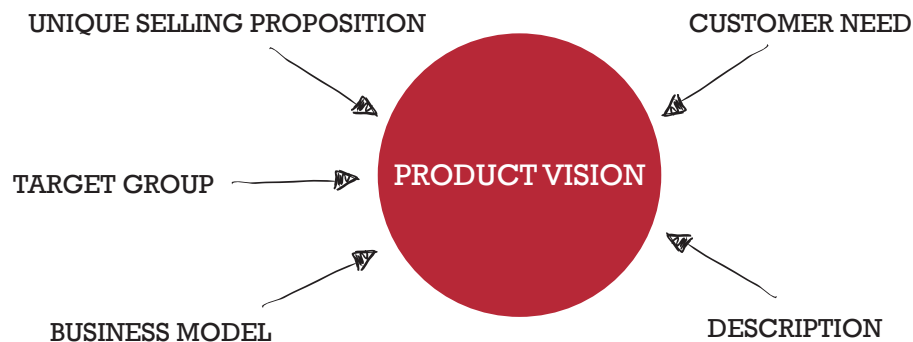 UNIQUE SELLING PROPOSITION
CUSTOMER NEED
PRODUCT VISION
TARGET GROUP
BUSINESS MODEL
DESCRIPTION